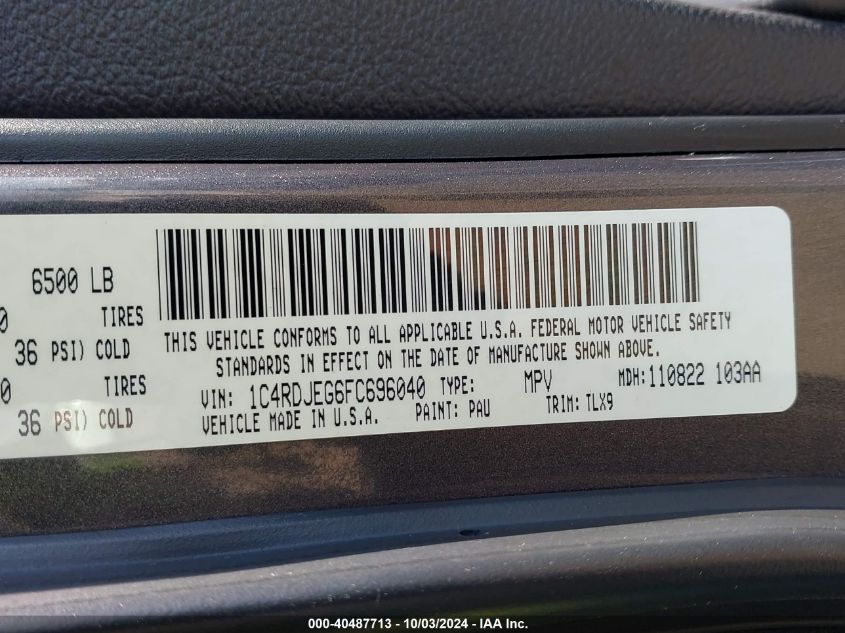 6500 LB
0 TIRES
36 PSI) COLD
0 TIRES
36 PSI) COLD
THIS VEHICLE CONFORMS TO ALL APPLICABLE U.S.A. FEDERAL MOTOR VEHICLE SAFETY
STANDARDS IN EFFECT ON THE DATE OF MANUFACTURE SHOWN ABOVE.
VIN: 1C4RDJEG6FC696040 TYPE: MPV MDH: 110822 103AA
VEHICLE MADE IN U.S.A. PAINT: PAU TRIM: TLX9
000-40487713 - 10/03/2024 - IAA Inc.